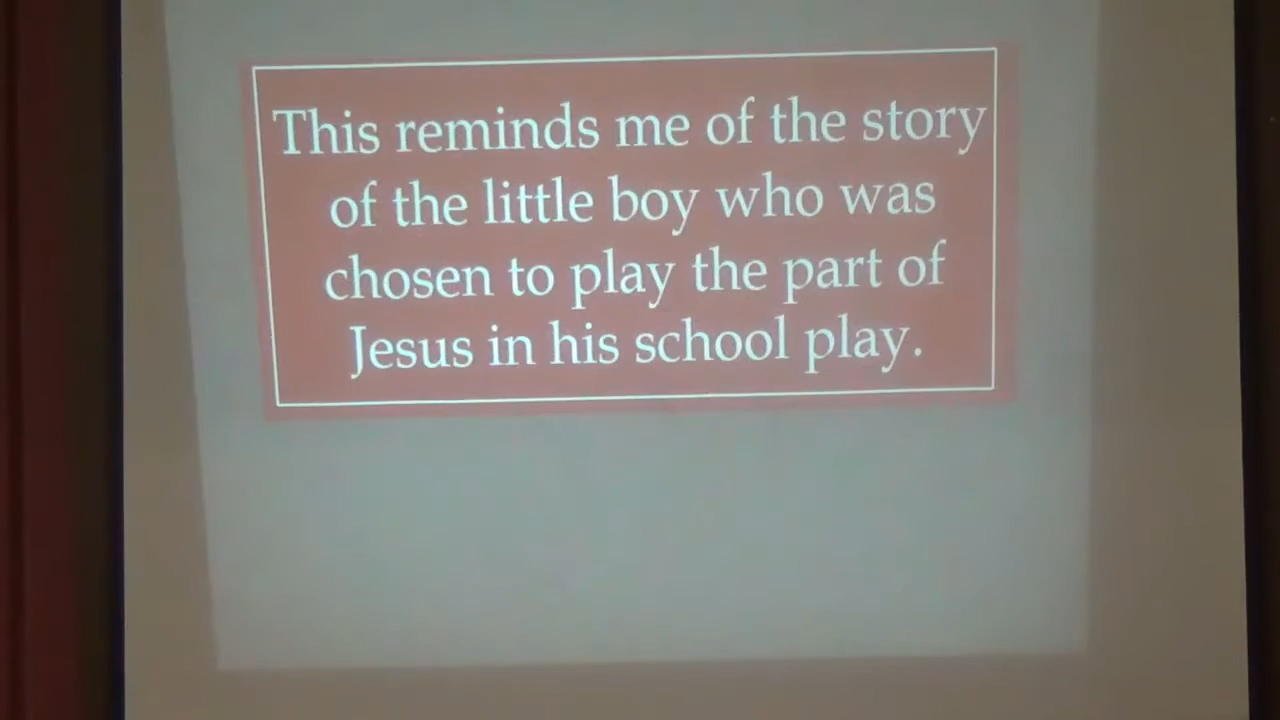 This reminds me of the story
of the little boy who was
chosen to play the part of
Jesus in his school play.